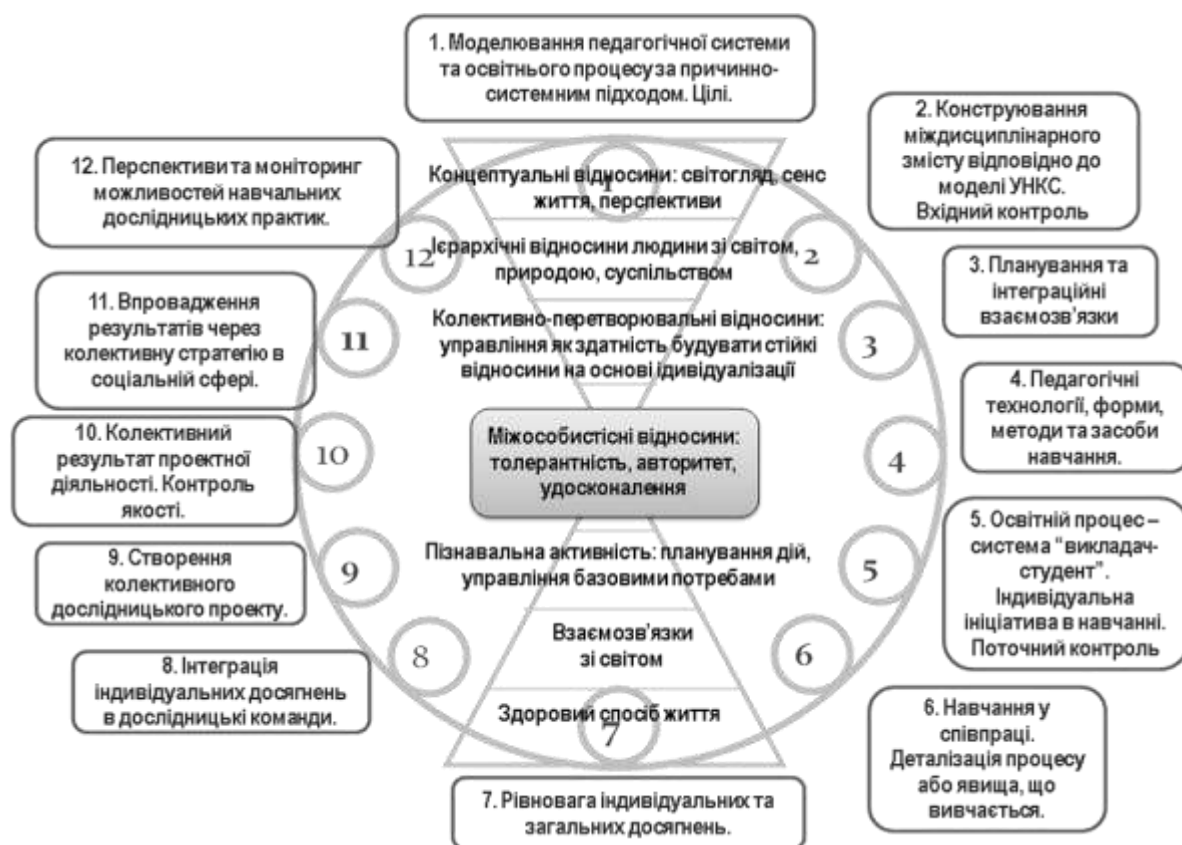 1. Моделювання педагогічної системи
та освітнього процесу за причинно-
системним підходом. Цілі.
2. Конструювання
міждисциплінарного
змісту відповідно до
моделі УНКС.
Вхідний контроль
3. Планування та
інтеграційні
взаємозв’язки
4. Педагогічні
технології, форми,
методи та засоби
навчання.
5. Освітній процес –
система “викладач-
студент”.
Індивідуальна
ініціатива в навчанні.
Поточний контроль
6. Навчання у
співпраці.
Деталізація процесу
або явища, що
вивчається.
7. Рівновага індивідуальних та
загальних досягнень.
8. Інтеграція
індивідуальних досягнень
в дослідницькі команди.
9. Створення
колективного
дослідницького проекту.
10. Колективний
результат проектної
діяльності. Контроль
якості.
11. Впровадження
результатів через
колективну стратегію в
соціальній сфері.
12. Перспективи та моніторинг
можливостей навчальних
дослідницьких практик.
Концептуальні відносини: світогляд, сенс
життя, перспективи
Ієрархічні відносини людини зі світом,
природою, суспільством
Колективно-перетворювальні відносини:
управління як здатність будувати стійкі
відносини на основі ідивідуалізації
Міжособистісні відносини:
толерантність, авторитет,
удосконалення
Пізнавальна активність: планування дій,
управління базовими потребами
Взаємозв’язки
зі світом
Здоровий спосіб життя
1
2
3
4
5
6
7
8
9
10
11
12